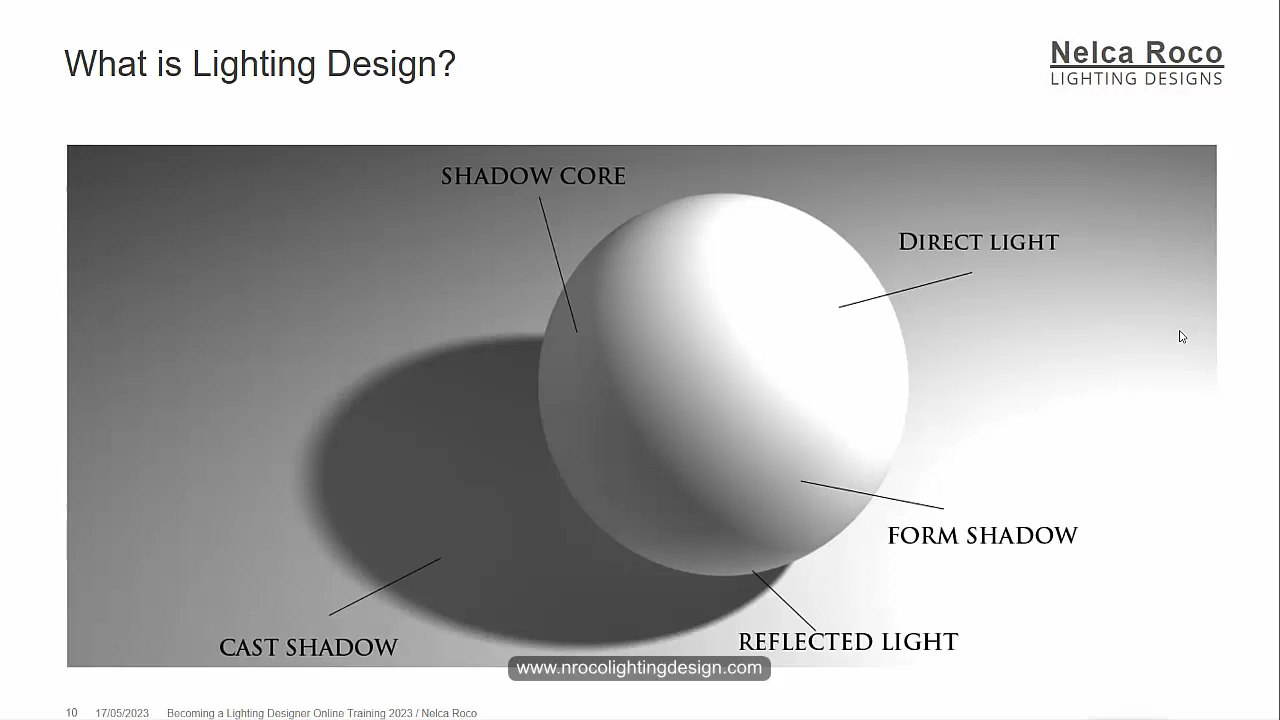 What is Lighting Design?
Nelca Roco
LIGHTING DESIGNS
SHADOW CORE
DIRECT LIGHT
FORM SHADOW
CAST SHADOW
REFLECTED LIGHT
www.nrocolightingdesign.com
10 17/05/2023 Becoming a Lighting Designer Online Training 2023 / Nelca Roco